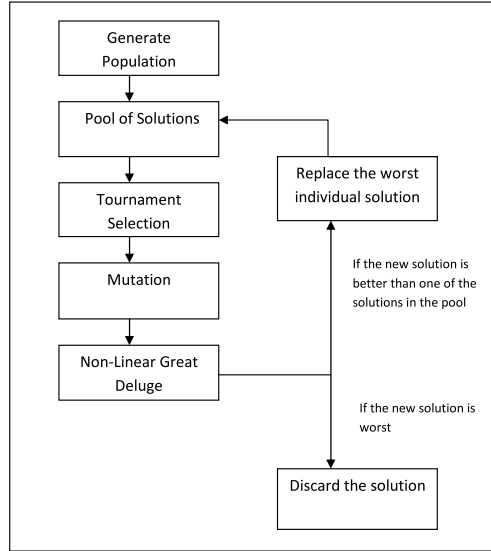 Generate
Population
Pool of Solutions
Tournament
Selection
Mutation
Non-Linear Great
Deluge
Replace the worst
individual solution
If the new solution is
better than one of the
solutions in the pool
If the new solution is
worst
Discard the solution